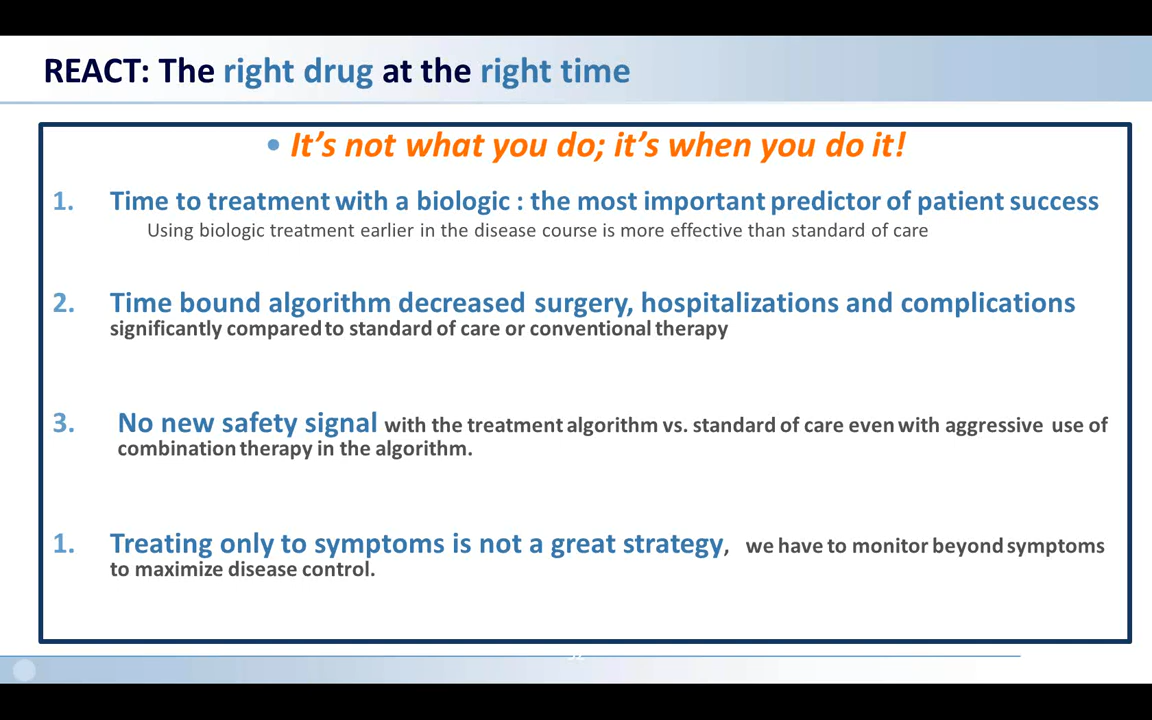 REACT: The right drug at the right time
• It's not what you do; it's when you do it!
1. Time to treatment with a biologic : the most important predictor of patient success
Using biologic treatment earlier in the disease course is more effective than standard of care
2. Time bound algorithm decreased surgery, hospitalizations and complications
significantly compared to standard of care or conventional therapy
3. No new safety signal with the treatment algorithm vs. standard of care even with aggressive use of
combination therapy in the algorithm.
1. Treating only to symptoms is not a great strategy, we have to monitor beyond symptoms
to maximize disease control.